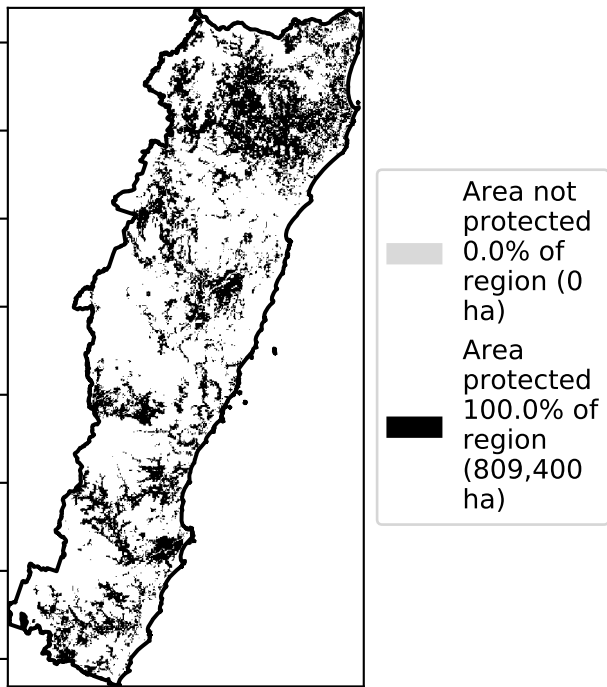 Area not
protected
0.0% of
region (0
ha)
Area
protected
100.0% of
region
(809,400
ha)